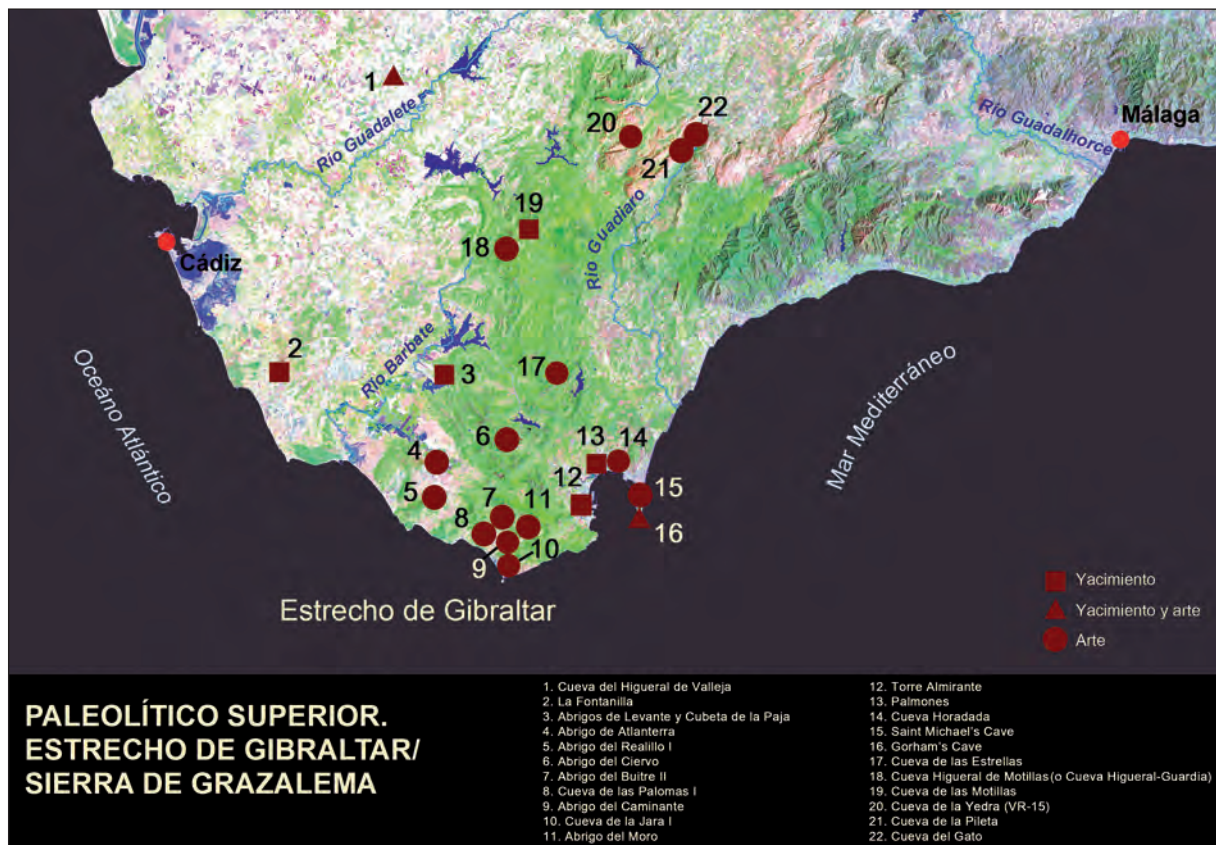 1
Río Guadalete
20
22
Málaga
Río Guadalhorce
21
19
18
Río Guadiaro
Cádiz
2
Río Barbate
3
17
Oceáno Atlántico
Mar Mediterráneo
6
13
14
4
12
15
5
7
11
8
16
9
10
Estrecho de Gibraltar
Yacimiento
Yacimiento y arte
Arte
PALEOLÍTICO SUPERIOR.
ESTRECHO DE GIBRALTAR/
SIERRA DE GRAZALEMA
1. Cueva del Higueral de Valleja
2. La Fontanilla
3. Abrigos de Levante y Cubeta de la Paja
4. Abrigo de Atlanterra
5. Abrigo del Realillo I
6. Abrigo del Ciervo
7. Abrigo del Buitre II
8. Cueva de las Palomas I
9. Abrigo del Caminante
10. Cueva de la Jara I
11. Abrigo del Moro
12. Torre Almirante
13. Palmones
14. Cueva Horadada
15. Saint Michael's Cave
16. Gorham's Cave
17. Cueva de las Estrellas
18. Cueva Higueral de Motillas (o Cueva Higueral-Guardia)
19. Cueva de las Motillas
20. Cueva de la Yedra (VR-15)
21. Cueva de la Pileta
22. Cueva del Gato